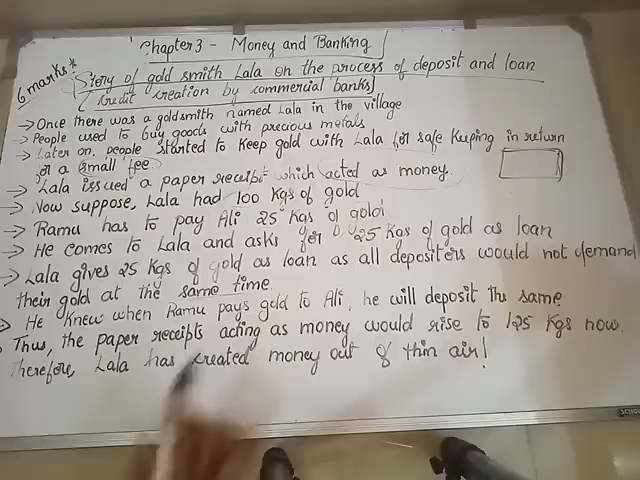 Chapter 3 - Money and Banking
6 marks*
Story of gold smith Lala on the process of deposit and loan
(credit creation by commercial banks)
→ Once there was a goldsmith named Lala in the village
→ People used to buy goods with precious metals
→ Later on, people started to keep gold with Lala for safe keeping in return
for a small fee.
→ Lala issued a paper receipt which acted as money.
→ Now suppose, Lala had 100 Kgs of gold
→ Ramu has to pay Ali 25 Kgs of gold
→ He comes to Lala and asks for 25 Kgs of gold as loan
→ Lala gives 25 Kgs of gold as loan as all depositers would not demand
their gold at the same time
→ He knew when Ramu pays gold to Ali, he will deposit the same
Thus, the paper receipts acting as money would rise to 125 Kgs now.
Therefore, Lala has created money out of thin air!